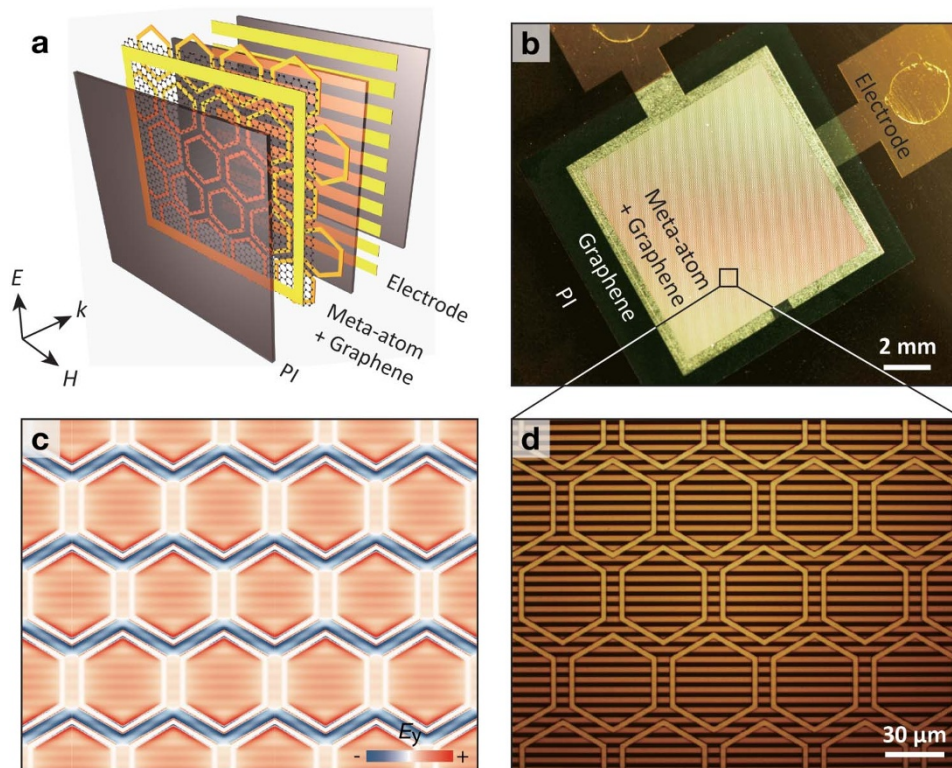 a
E
k
H
Electrode
Meta-atom
+ Graphene
PI
b
Electrode
Meta-atom
+ Graphene
Graphene
PI
2 mm
c
Ey
- +
d
30 µm